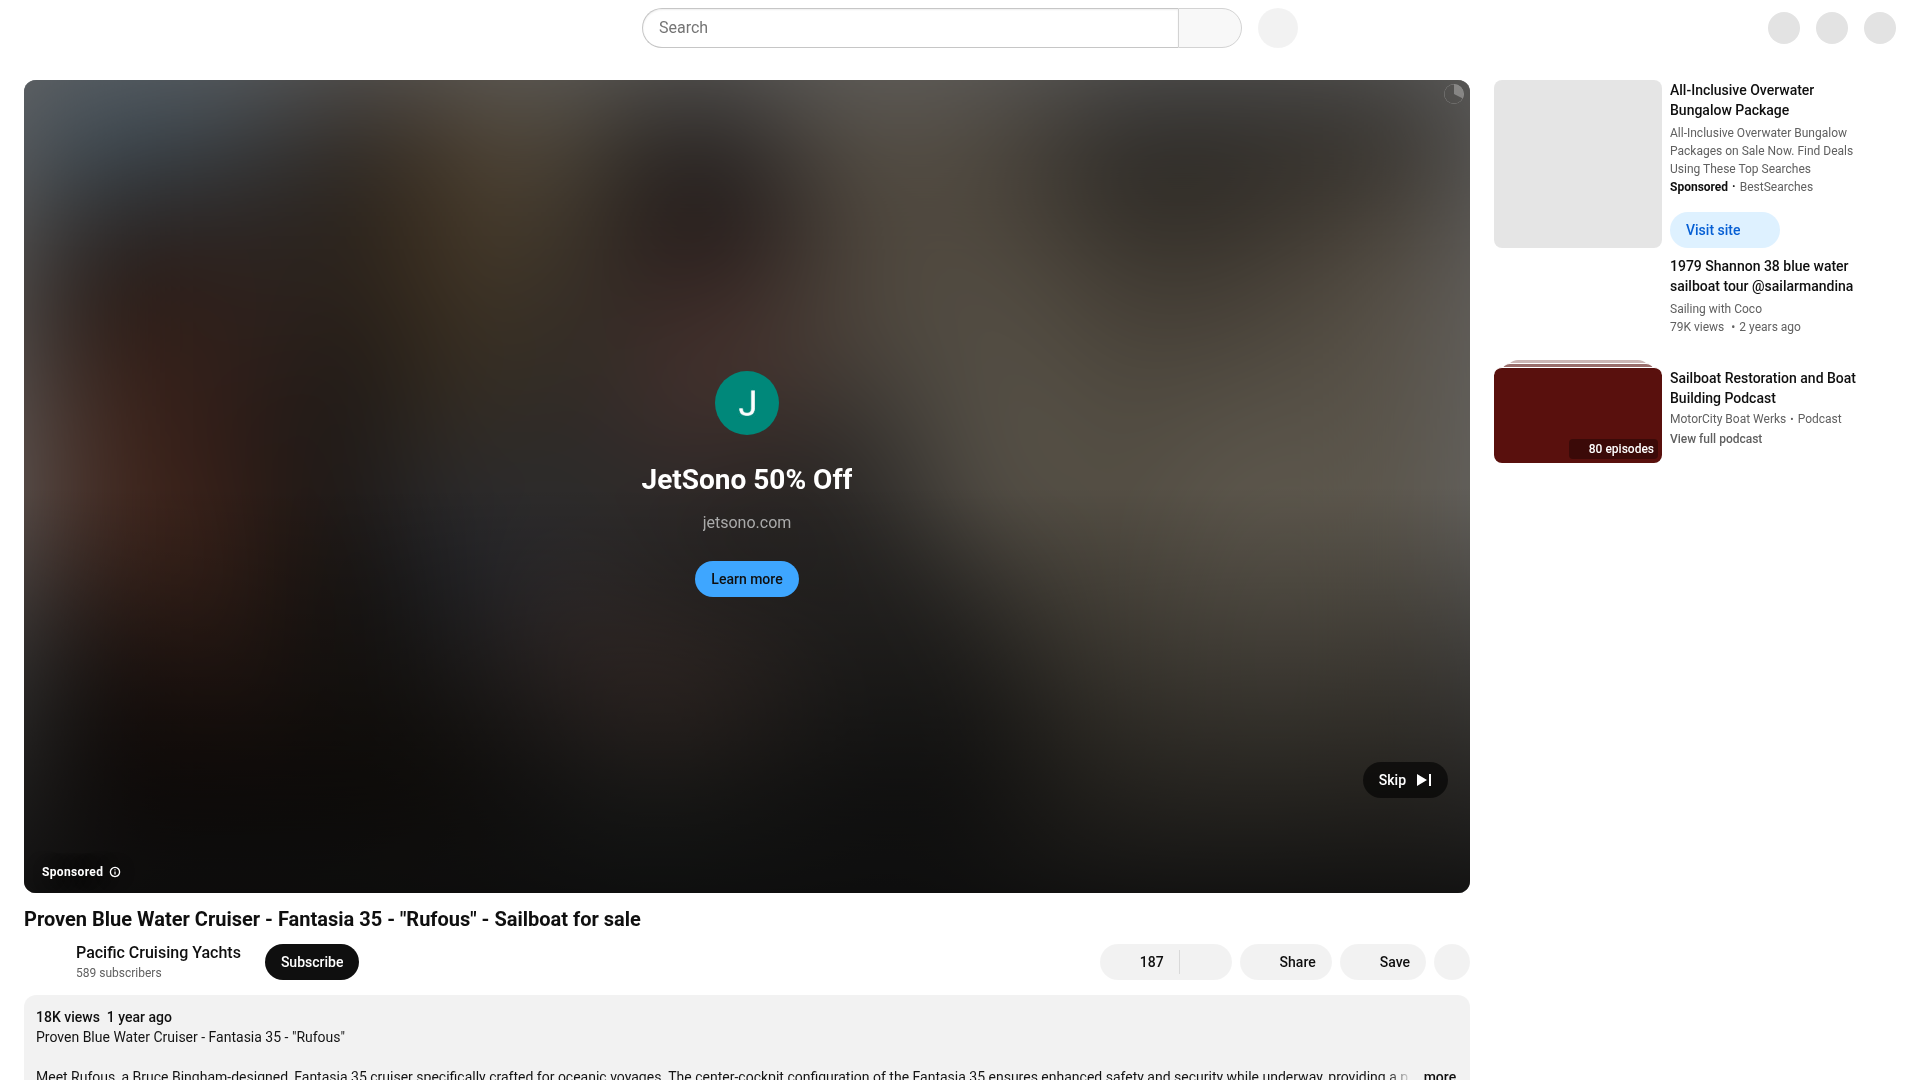 Search
J
JetSono 50% Off
jetsono.com
Learn more
Skip
Sponsored
Proven Blue Water Cruiser - Fantasia 35 - "Rufous" - Sailboat for sale
Pacific Cruising Yachts
589 subscribers
Subscribe
187
Share
Save
18K views 1 year ago
Proven Blue Water Cruiser - Fantasia 35 - "Rufous"
Meet Rufous, a Bruce Bingham-designed, Fantasia 35 cruiser specifically crafted for oceanic voyages. The center-cockpit configuration of the Fantasia 35 ensures enhanced safety and security while underway, providing a p
...more
All-Inclusive Overwater
Bungalow Package
All-Inclusive Overwater Bungalow
Packages on Sale Now. Find Deals
Using These Top Searches
Sponsored · BestSearches
Visit site
1979 Shannon 38 blue water
sailboat tour @sailarmandina
Sailing with Coco
79K views • 2 years ago
80 episodes
Sailboat Restoration and Boat
Building Podcast
MotorCity Boat Werks • Podcast
View full podcast